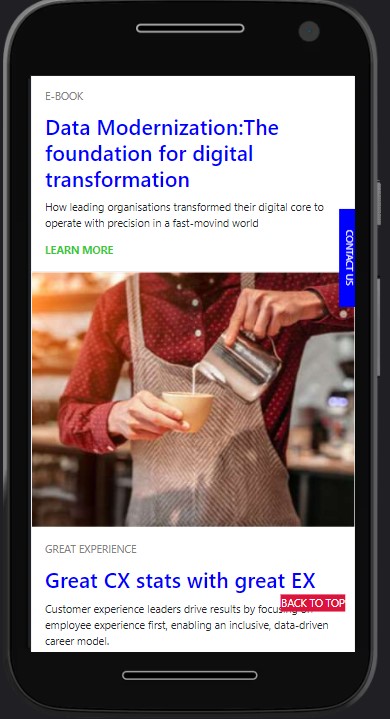 E-BOOK
Data Modernization:The
foundation for digital
transformation
How leading organisations transformed their digital core to
operate with precision in a fast-movind world
LEARN MORE
CONTACT US
GREAT EXPERIENCE
Great CX stats with great EX
Customer experience leaders drive results by
BACK TO TOP
employee experience first, enabling an inclusive, data-driven
career model.